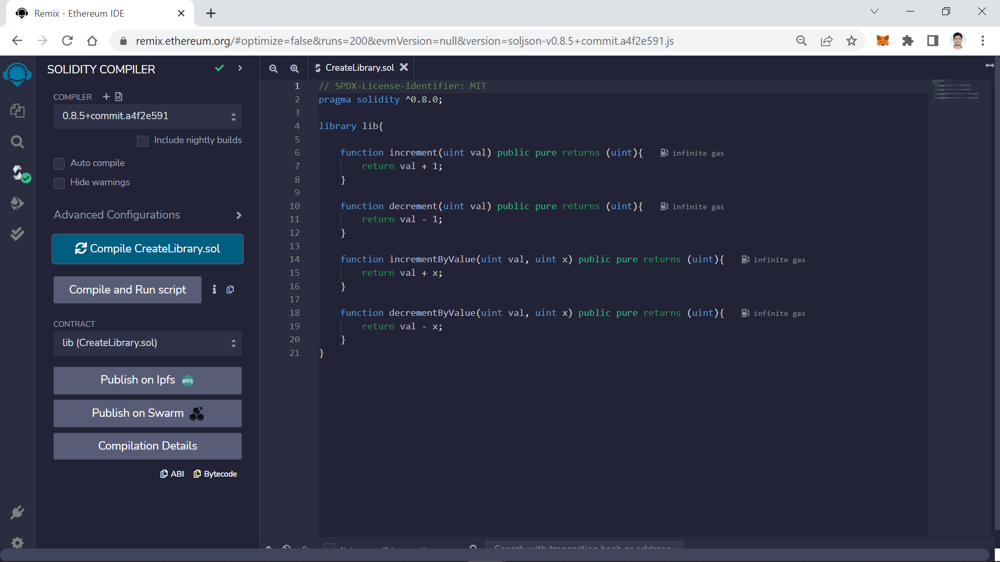 Remix - Ethereum IDE
remix.ethereum.org/#optimize=false&runs=200&evmVersion=null&version=soljson-v0.8.5+commit.a4f2e591.js
SOLIDITY COMPILER
COMPILER
0.8.5+commit.a4f2e591
Include nightly builds
Auto compile
Hide warnings
Advanced Configurations
Compile CreateLibrary.sol
Compile and Run script
CONTRACT
lib (CreateLibrary.sol)
Publish on Ipfs IPFS
Publish on Swarm
Compilation Details
ABI Bytecode
CreateLibrary.sol
1 // SPDX-License-Identifier: MIT
2 pragma solidity ^0.8.0;
3
4 library lib{
5
6 function increment(uint val) public pure returns (uint){ infinite gas
7 return val + 1;
8 }
9
10 function decrement(uint val) public pure returns (uint){ infinite gas
11 return val - 1;
12 }
13
14 function incrementByValue(uint val, uint x) public pure returns (uint){ infinite gas
15 return val + x;
16 }
17
18 function decrementByValue(uint val, uint x) public pure returns (uint){ infinite gas
19 return val - x;
20 }
21 }
Search with transaction hash or address